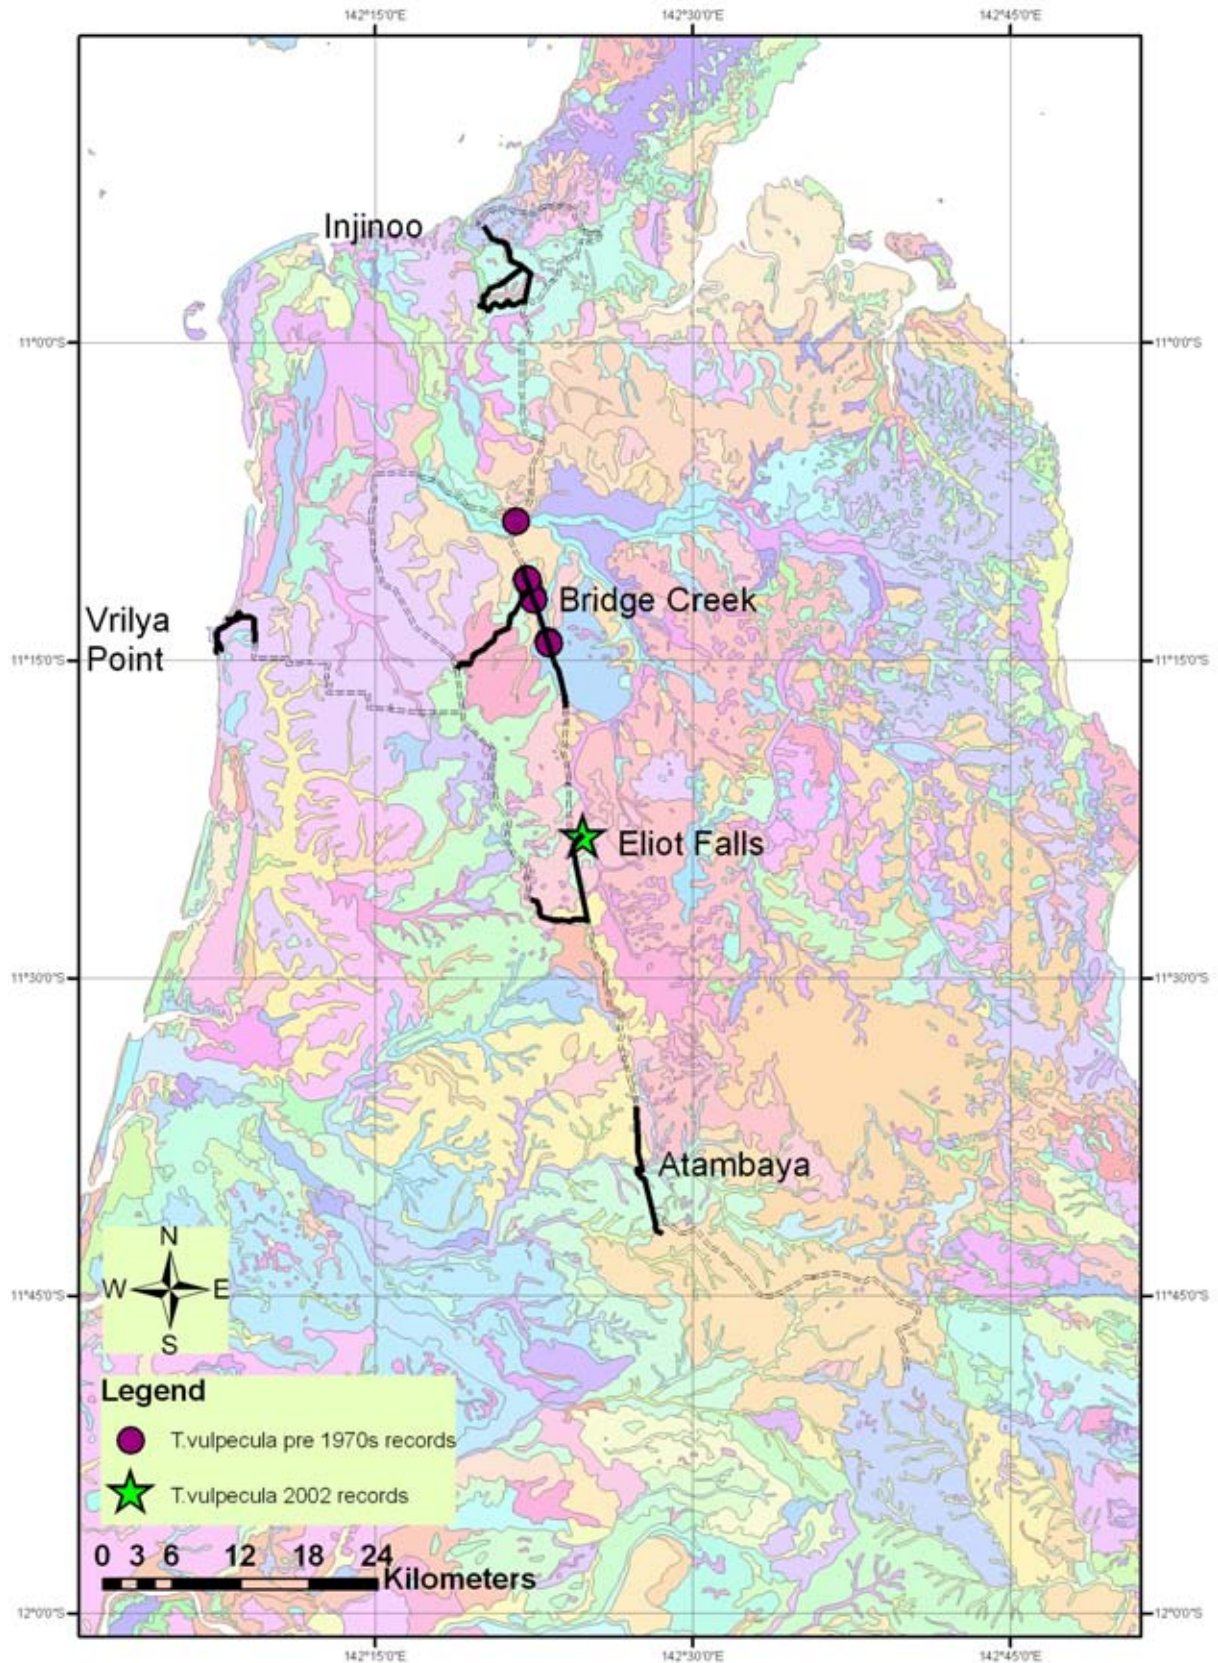 142°15'0"E 142°30'0"E 142°45'0"E
Injinoo
11°0'0"S 11°0'0"S
Bridge Creek
Vrilya
Point
11°15'0"S 11°15'0"S
Eliot Falls
11°30'0"S 11°30'0"S
Atambaya
N
W E
S
11°45'0"S 11°45'0"S
Legend
T.vulpecula pre 1970s records
T.vulpecula 2002 records
0 3 6 12 18 24
Kilometers
12°0'0"S 12°0'0"S
142°15'0"E 142°30'0"E 142°45'0"E